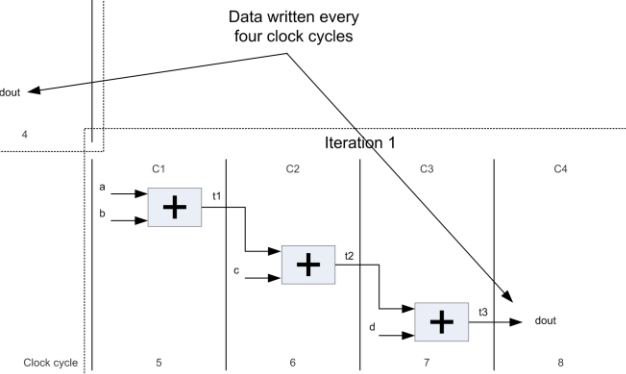 Data written every
four clock cycles
dout
4
Iteration 1
C1
C2
C3
C4
a
b
t1
c
t2
d
t3
dout
Clock cycle
5
6
7
8